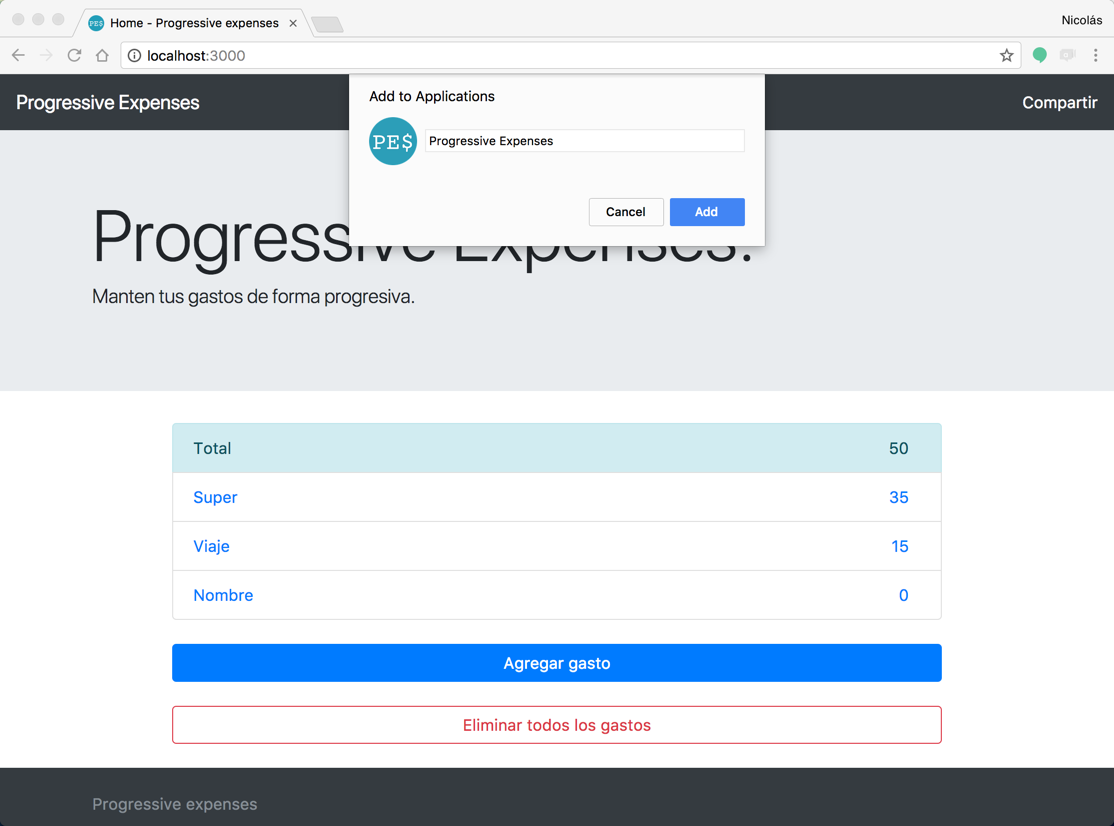 PE$ Home - Progressive expenses ×
Nicolás
localhost:3000
Progressive Expenses
Compartir
Add to Applications
PE$ Progressive Expenses
Cancel Add
Progressive Expenses.
Manten tus gastos de forma progresiva.
Total 50
Super 35
Viaje 15
Nombre 0
Agregar gasto
Eliminar todos los gastos
Progressive expenses